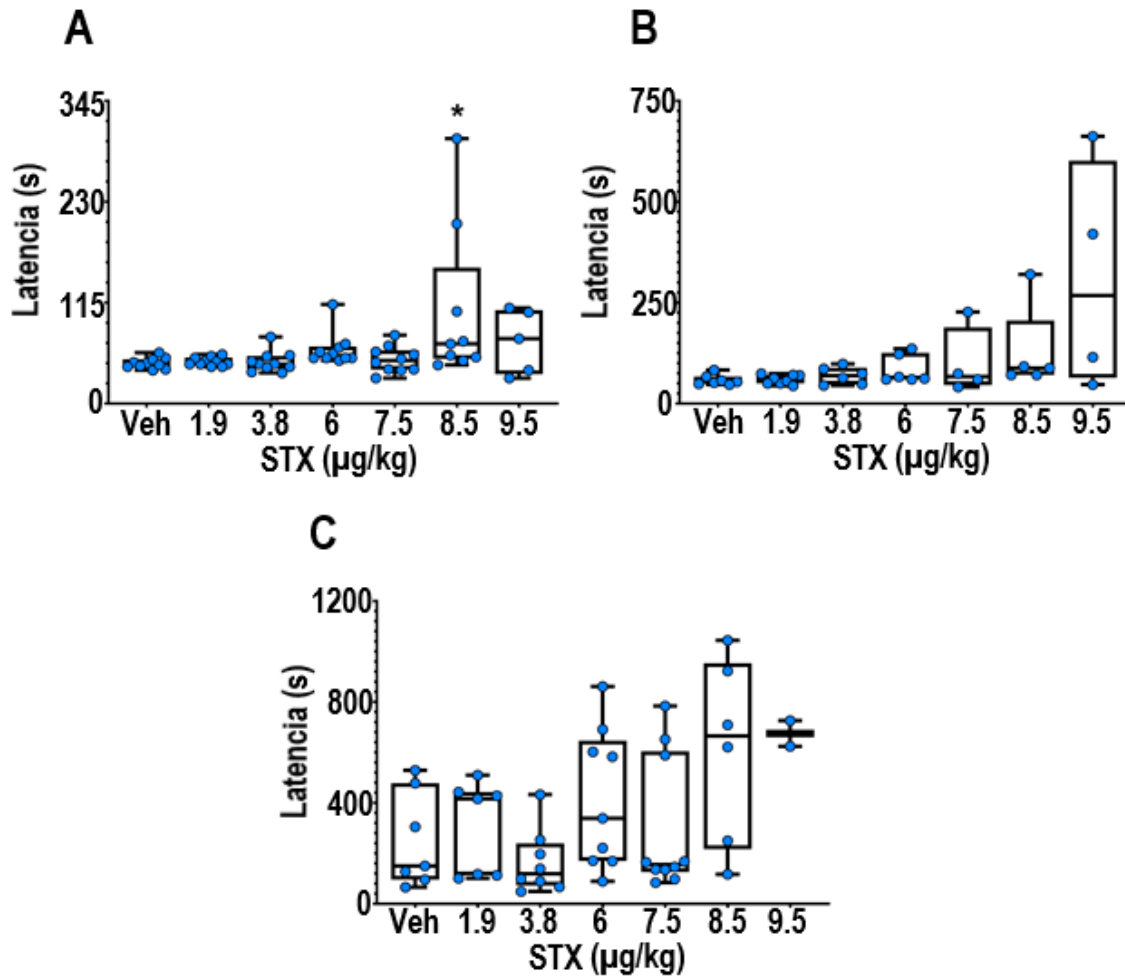 A
345
230
115
0
Latencia (s)
*
Veh 1.9 3.8 6 7.5 8.5 9.5
STX (µg/kg)
B
750
500
250
0
Latencia (s)
Veh 1.9 3.8 6 7.5 8.5 9.5
STX (µg/kg)
C
1200
800
400
0
Latencia (s)
Veh 1.9 3.8 6 7.5 8.5 9.5
STX (µg/kg)